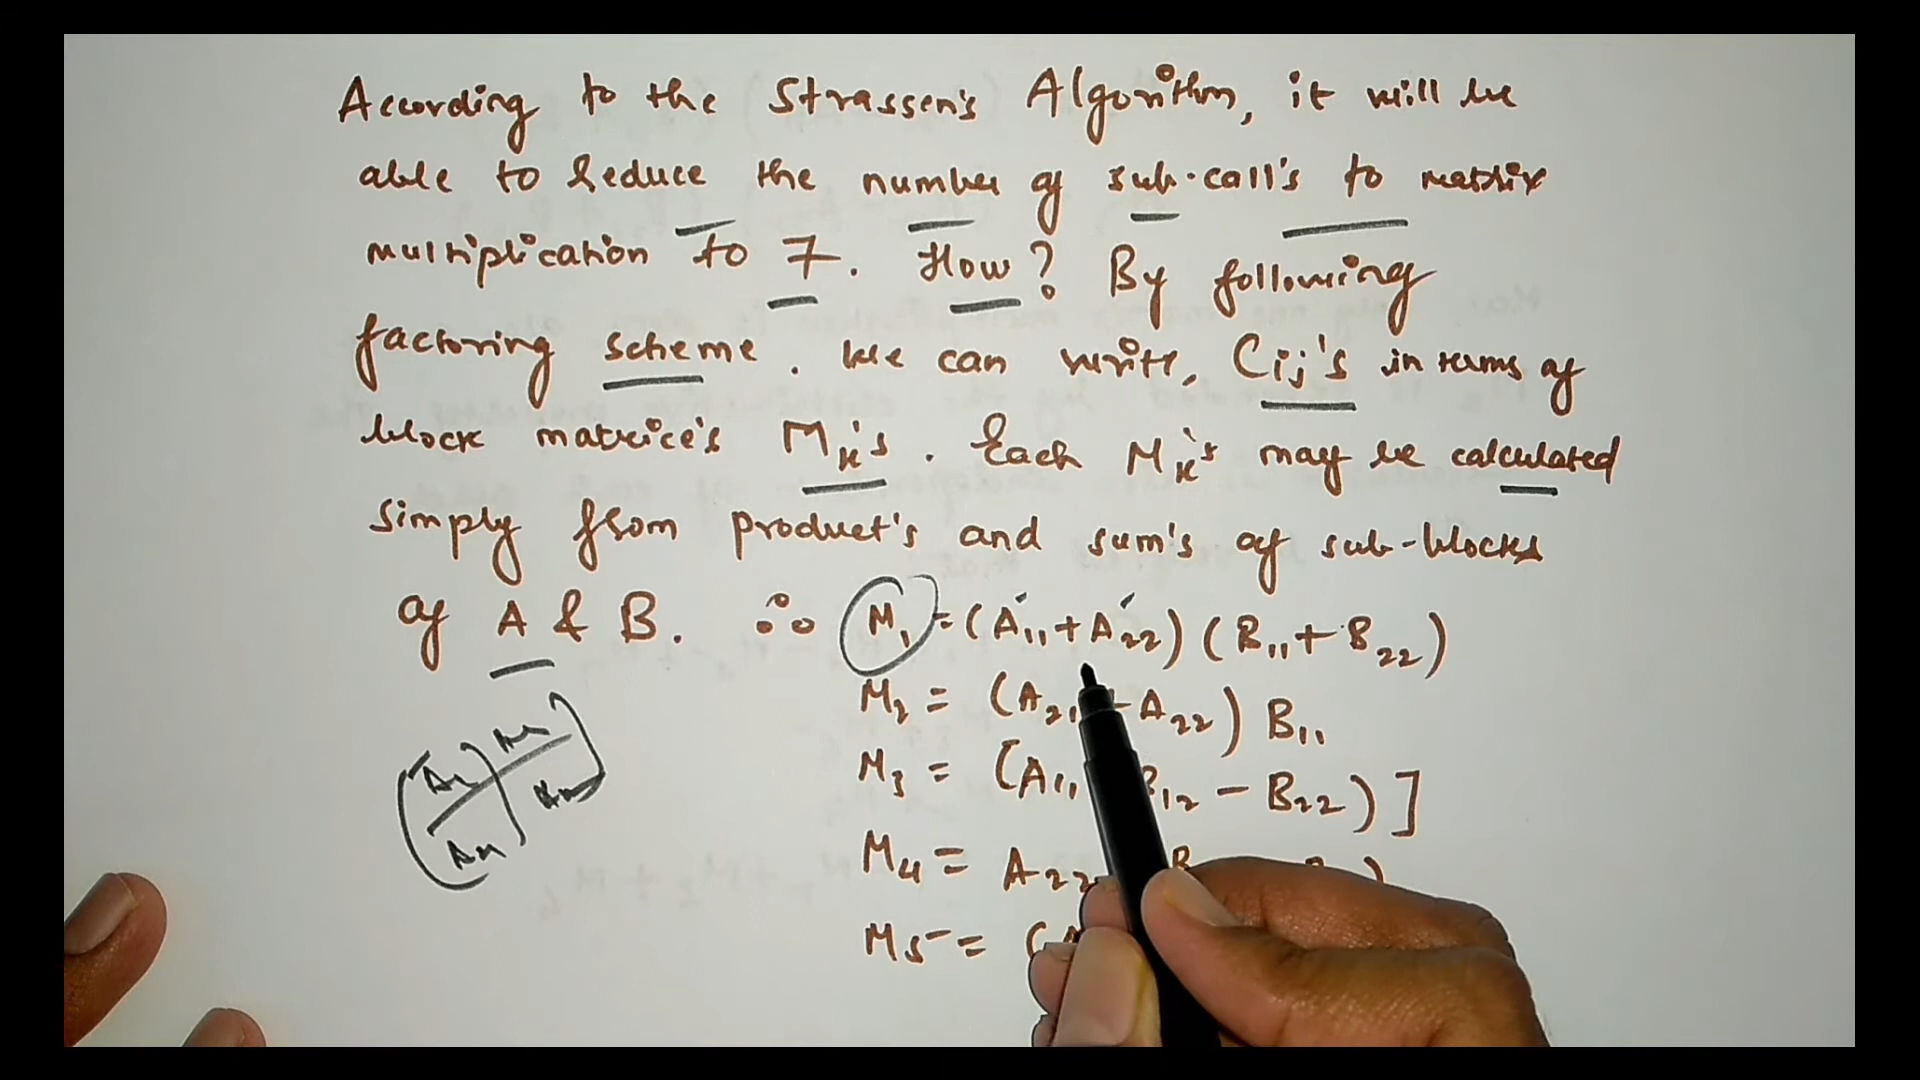 According to the Strassen's Algorithm, it will be
able to reduce the number of sub-call's to matrix
multiplication to 7. How? By following
factoring scheme. We can write, Cij's in terms of
block matrice's Mk's. Each Mk's may be calculated
simply from product's and sum's of sub-blocks
of A & B. ∴ M1 = (A11 + A22) (B11 + B22)
M2 = (A21 - A22) B11
M3 = [A11 B12 - B22)]
M4 = A22 B
M5 = (A